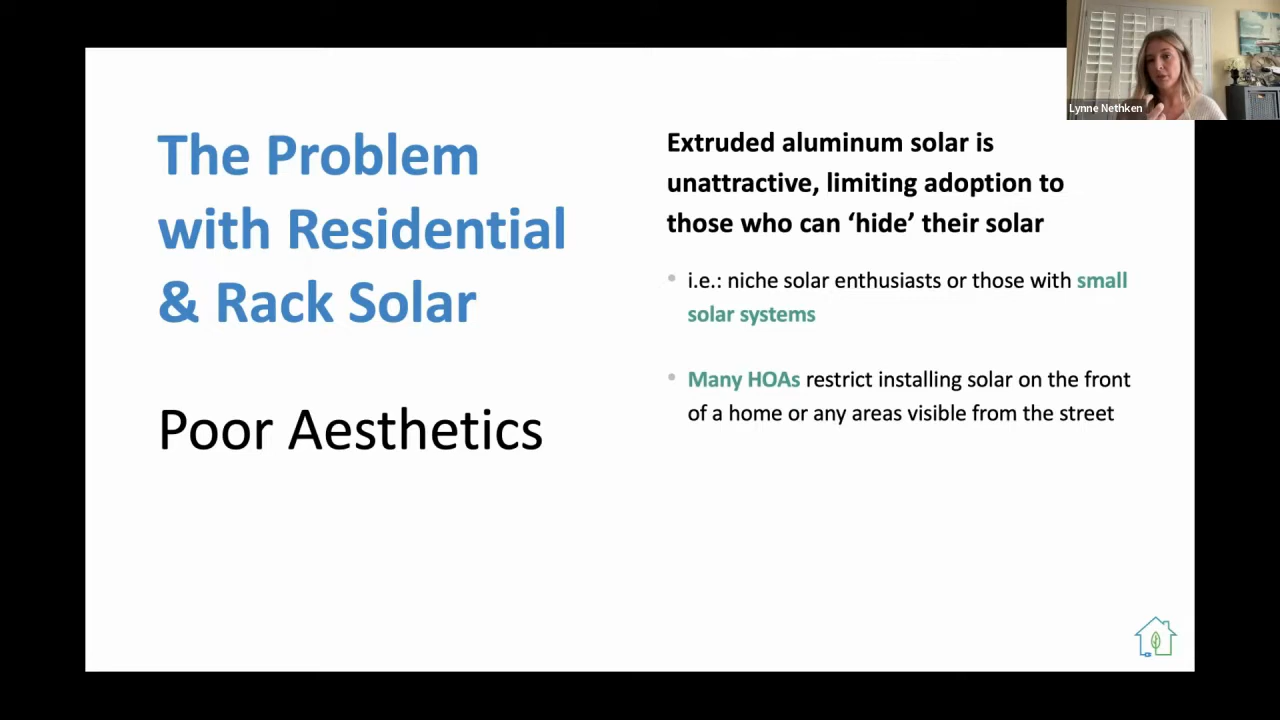 The Problem
with Residential
& Rack Solar
Poor Aesthetics
Extruded aluminum solar is
unattractive, limiting adoption to
those who can ‘hide’ their solar
• i.e.: niche solar enthusiasts or those with small
solar systems
• Many HOAs restrict installing solar on the front
of a home or any areas visible from the street
Lynne Nethken